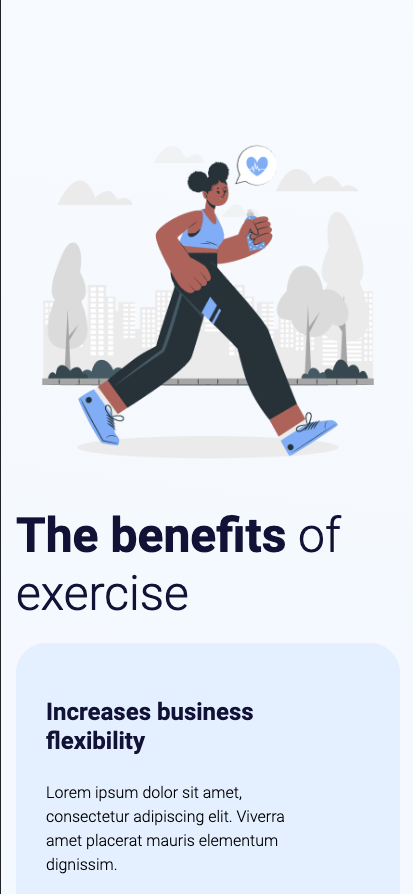 The benefits of
exercise
Increases business
flexibility
Lorem ipsum dolor sit amet,
consectetur adipiscing elit. Viverra
amet placerat mauris elementum
dignissim.